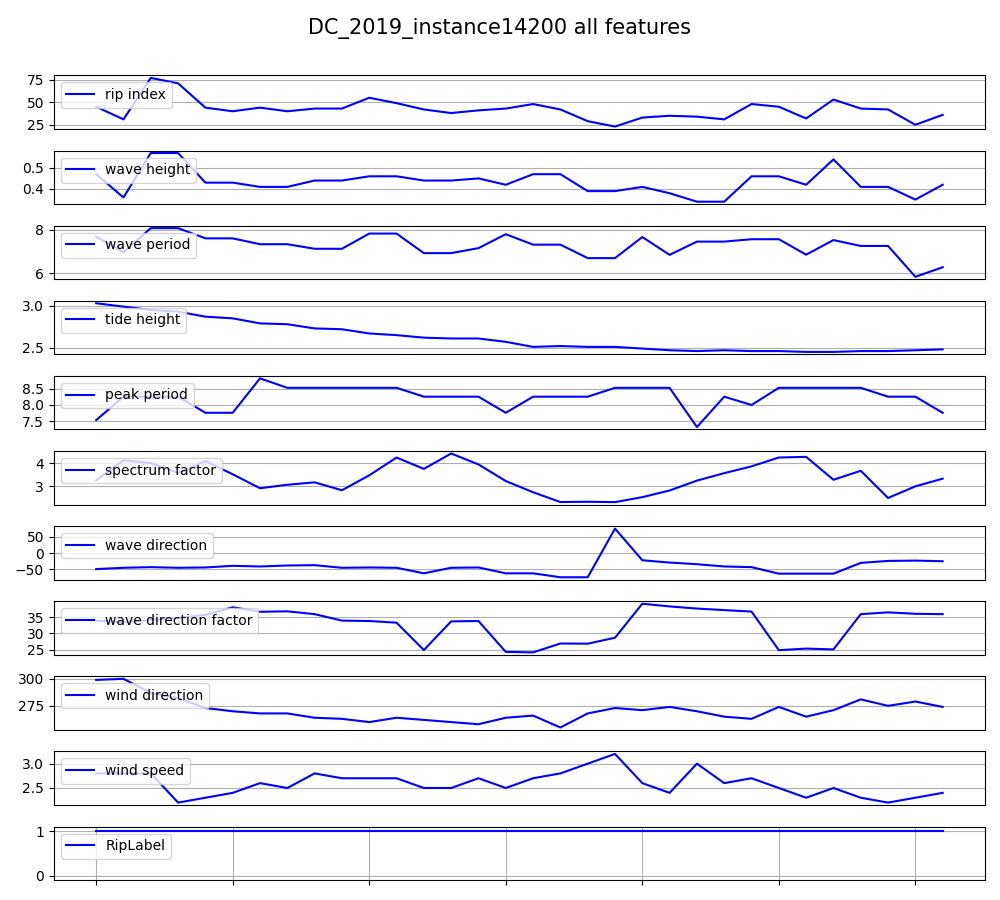 DC_2019_instance14200 all features
75
50
25
rip index
0.5
0.4
wave height
8
6
wave period
3.0
2.5
tide height
8.5
8.0
7.5
peak period
4
3
spectrum factor
50
0
−50
wave direction
35
30
25
wave direction factor
300
275
wind direction
3.0
2.5
wind speed
1
0
RipLabel